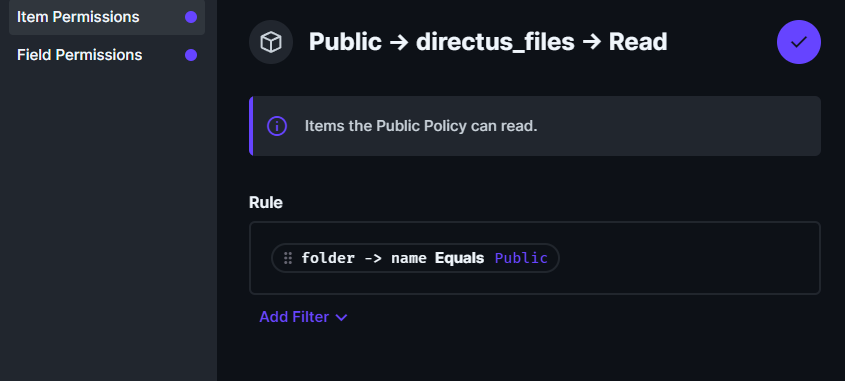 Item Permissions
Field Permissions
Public → directus_files → Read
Items the Public Policy can read.
Rule
folder -> name Equals Public
Add Filter